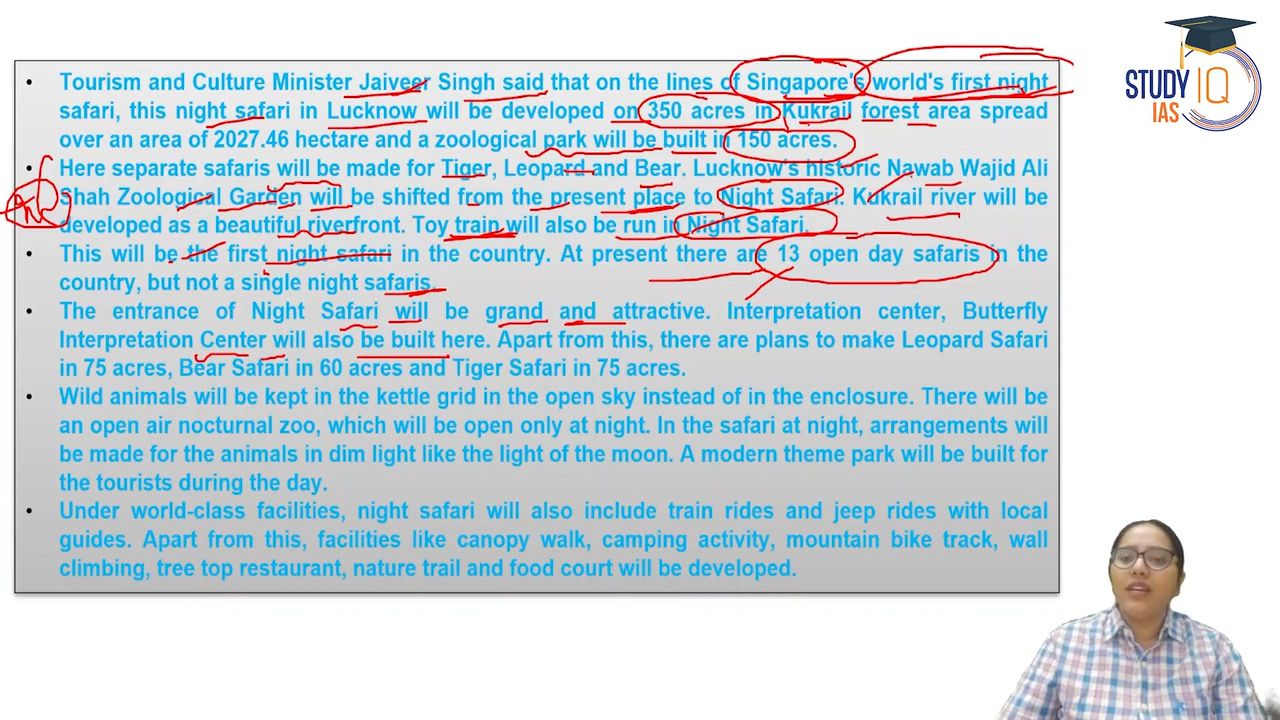 • Tourism and Culture Minister Jaiveer Singh said that on the lines of Singapore's world's first night
safari, this night safari in Lucknow will be developed on 350 acres in Kukrail forest area spread
over an area of 2027.46 hectare and a zoological park will be built in 150 acres.
• Here separate safaris will be made for Tiger, Leopard and Bear. Lucknow's historic Nawab Wajid Ali
Shah Zoological Garden will be shifted from the present place to Night Safari. Kukrail river will be
developed as a beautiful riverfront. Toy train will also be run in Night Safari.
• This will be the first night safari in the country. At present there are 13 open day safaris in the
country, but not a single night safaris.
• The entrance of Night Safari will be grand and attractive. Interpretation center, Butterfly
Interpretation Center will also be built here. Apart from this, there are plans to make Leopard Safari
in 75 acres, Bear Safari in 60 acres and Tiger Safari in 75 acres.
• Wild animals will be kept in the kettle grid in the open sky instead of in the enclosure. There will be
an open air nocturnal zoo, which will be open only at night. In the safari at night, arrangements will
be made for the animals in dim light like the light of the moon. A modern theme park will be built for
the tourists during the day.
• Under world-class facilities, night safari will also include train rides and jeep rides with local
guides. Apart from this, facilities like canopy walk, camping activity, mountain bike track, wall
climbing, tree top restaurant, nature trail and food court will be developed.
STUDY IQ
IAS